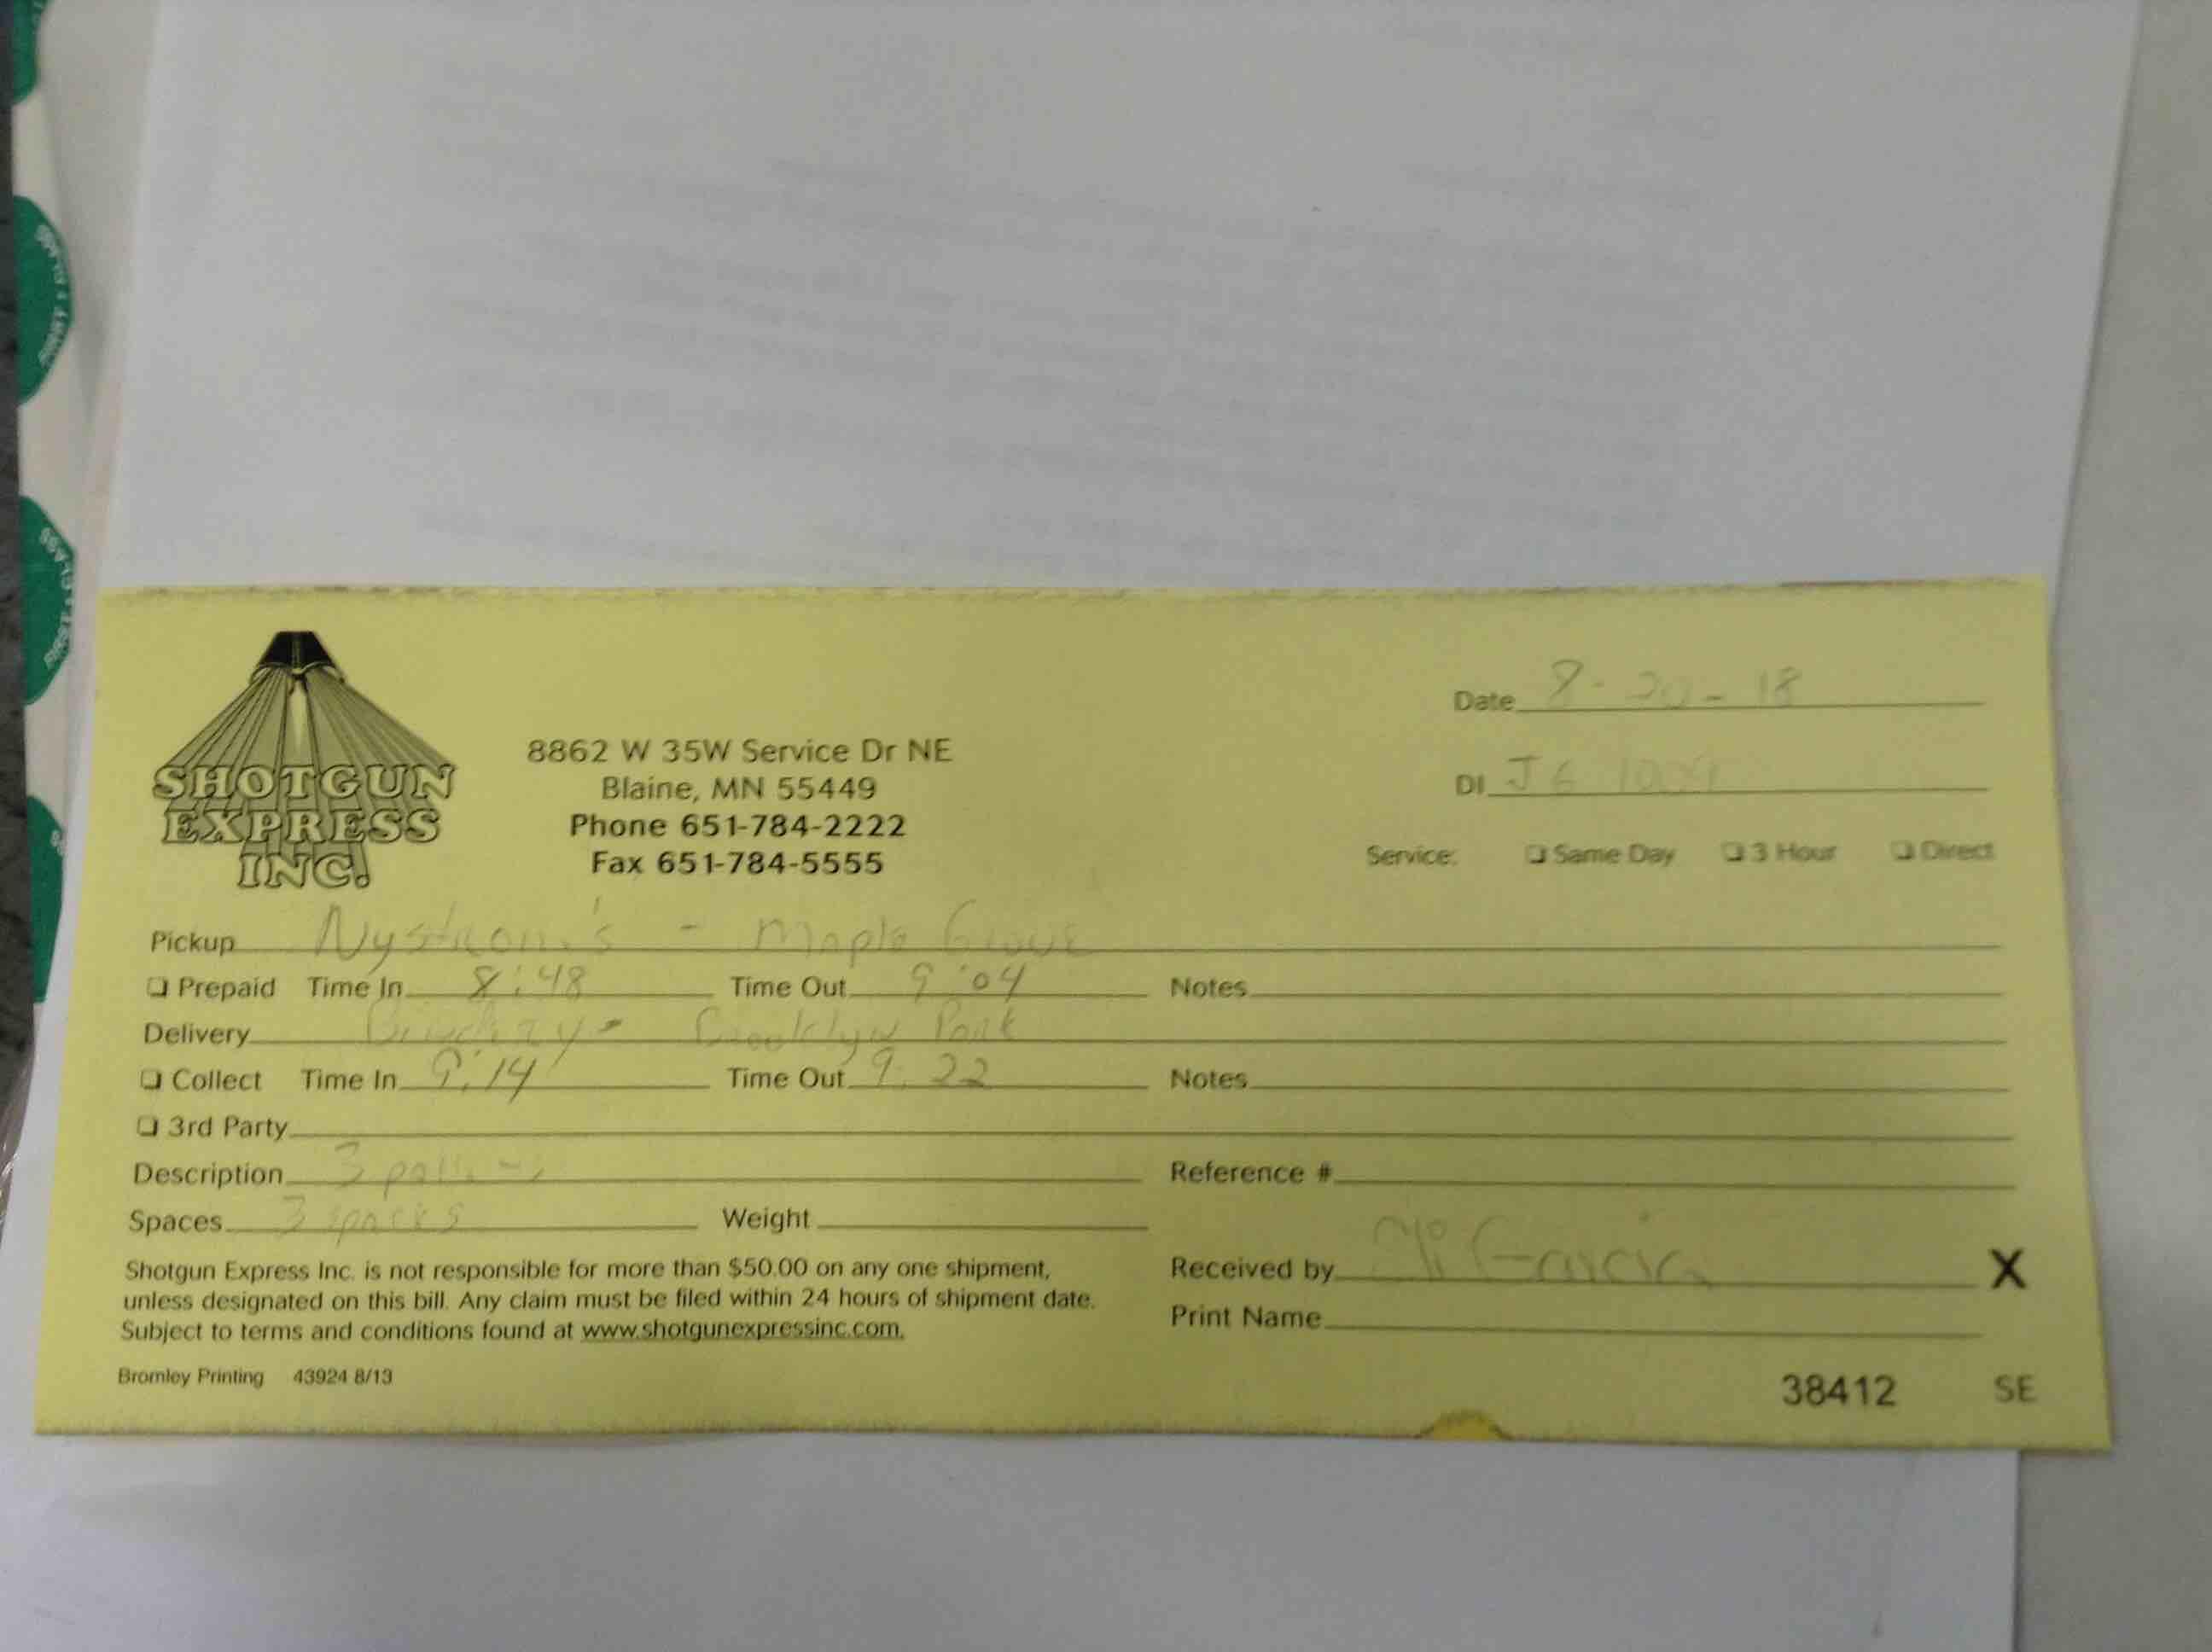 SHOTGUN
EXPRESS
INC!
8862 W 35W Service Dr NE
Blaine, MN 55449
Phone 651-784-2222
Fax 651-784-5555
Date 8-20-18
DI J6
Service: Same Day 3 Hour Direct
Pickup Nystrom's - Maple Grove
Prepaid Time In 8:48 Time Out 9:04 Notes
Delivery Brooklyn Park
Collect Time In 9:14 Time Out 9:22 Notes
3rd Party
Description 3 Reference #
Spaces 3 spaces Weight
Shotgun Express Inc. is not responsible for more than $50.00 on any one shipment,
unless designated on this bill. Any claim must be filed within 24 hours of shipment date.
Subject to terms and conditions found at www.shotgunexpressinc.com.
Received by Garcia X
Print Name
Bromley Printing 43924 8/13
38412 SE
FIRST CLASS